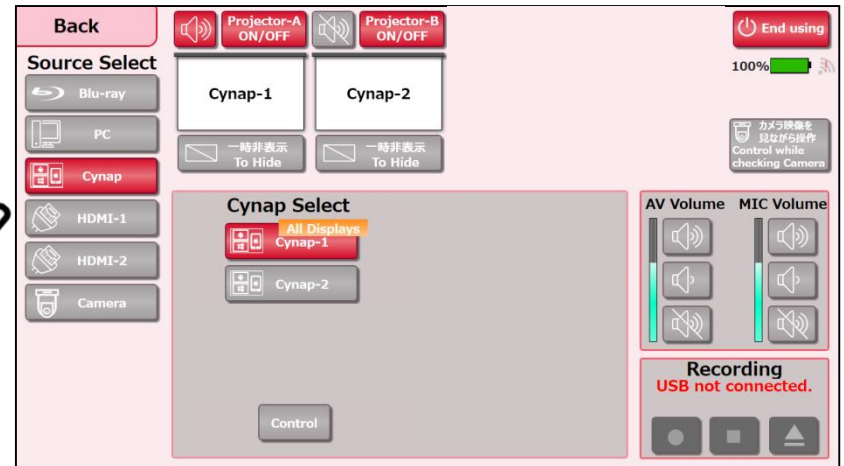 Back
Projector-A
ON/OFF
Projector-B
ON/OFF
End using
100%
Source Select
Blu-ray
PC
Cynap
HDMI-1
HDMI-2
Camera
Cynap-1
Cynap-2
一時非表示
To Hide
一時非表示
To Hide
カメラ映像を
見ながら操作
Control while
checking Camera
Cynap Select
All Displays
Cynap-1
Cynap-2
Control
AV Volume
MIC Volume
Recording
USB not connected.